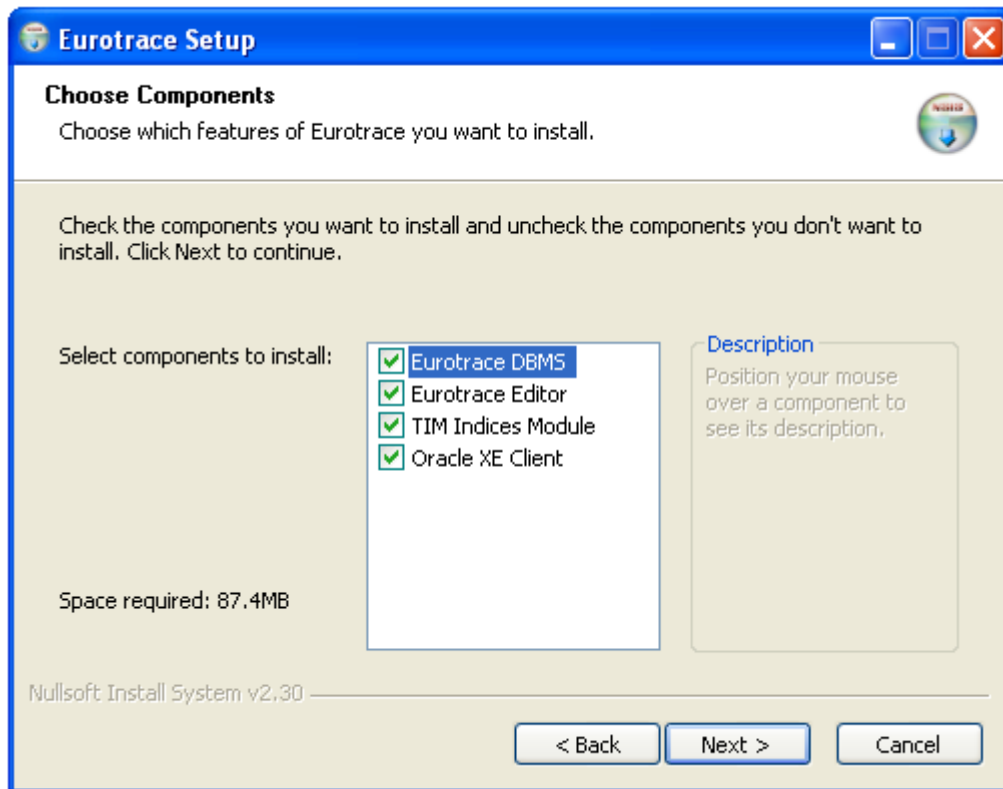 Eurotrace Setup
Choose Components
Choose which features of Eurotrace you want to install.
Check the components you want to install and uncheck the components you don't want to
install. Click Next to continue.
Select components to install:
Eurotrace DBMS
Eurotrace Editor
TIM Indices Module
Oracle XE Client
Description
Position your mouse
over a component to
see its description.
Space required: 87.4MB
Nullsoft Install System v2.30
< Back
Next >
Cancel